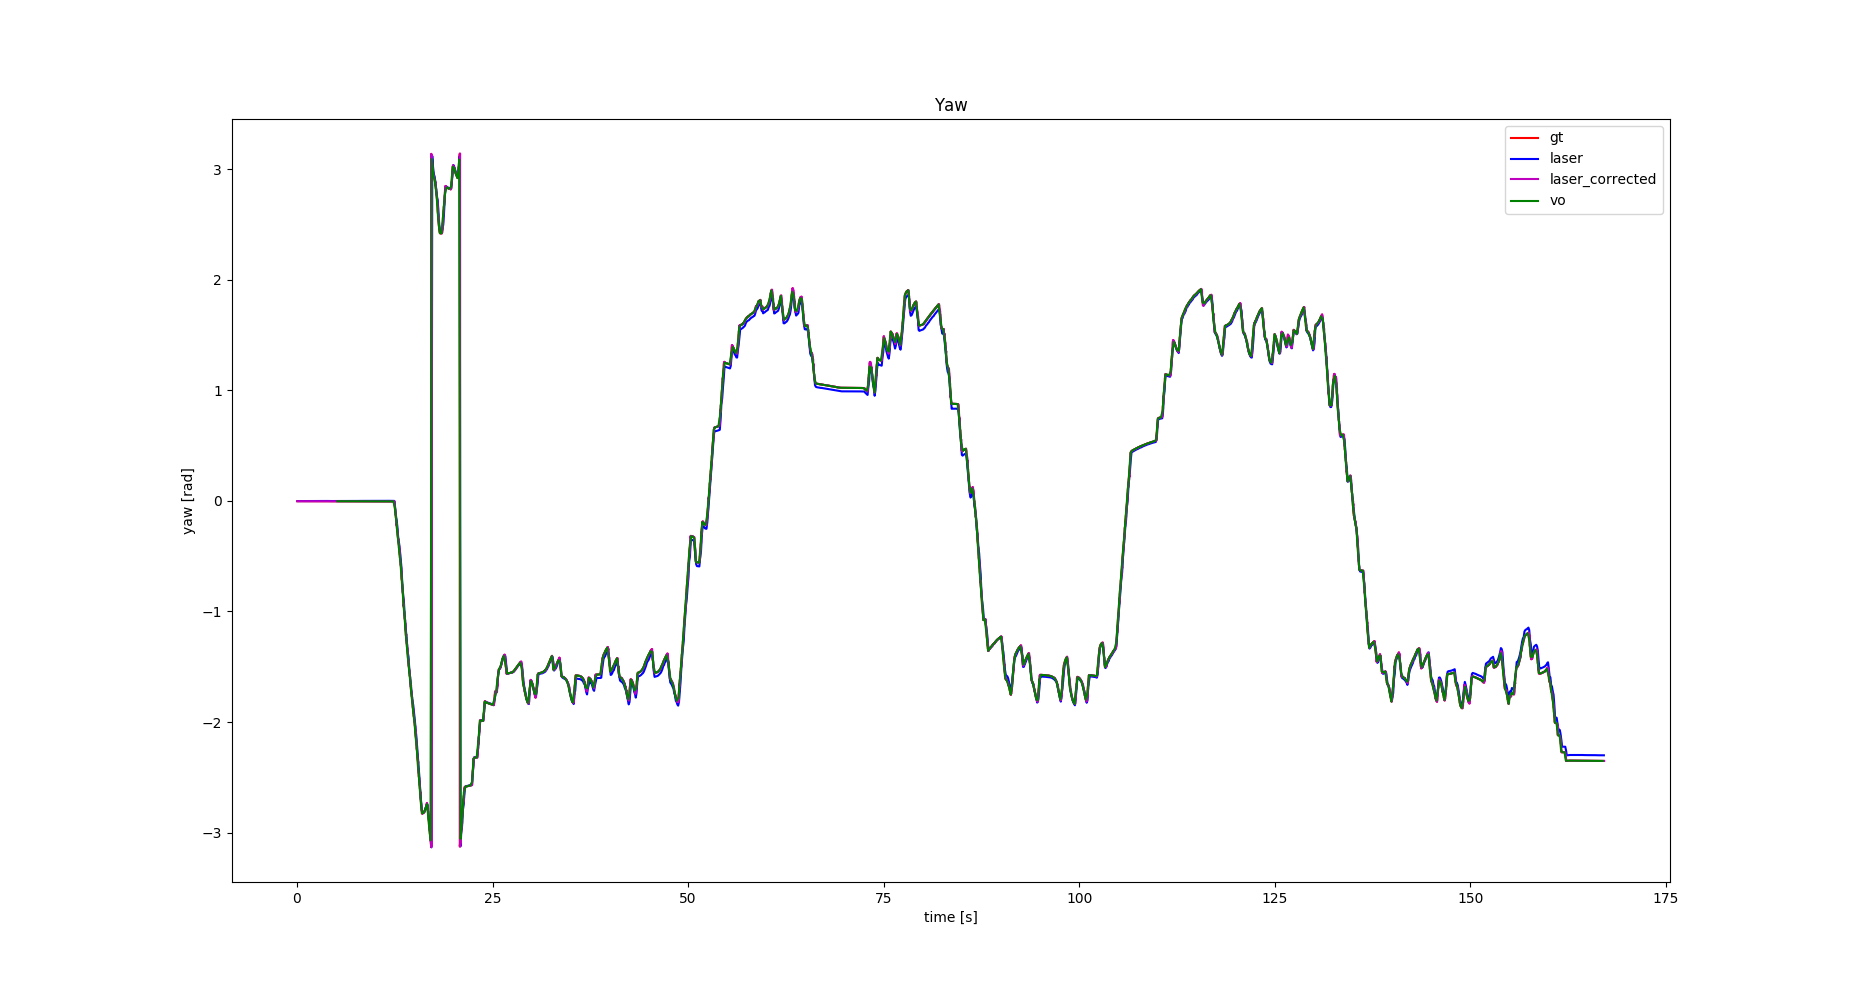 Yaw
gt
laser
laser_corrected
vo
3
2
1
0
−1
−2
−3
yaw [rad]
0 25 50 75 100 125 150 175
time [s]